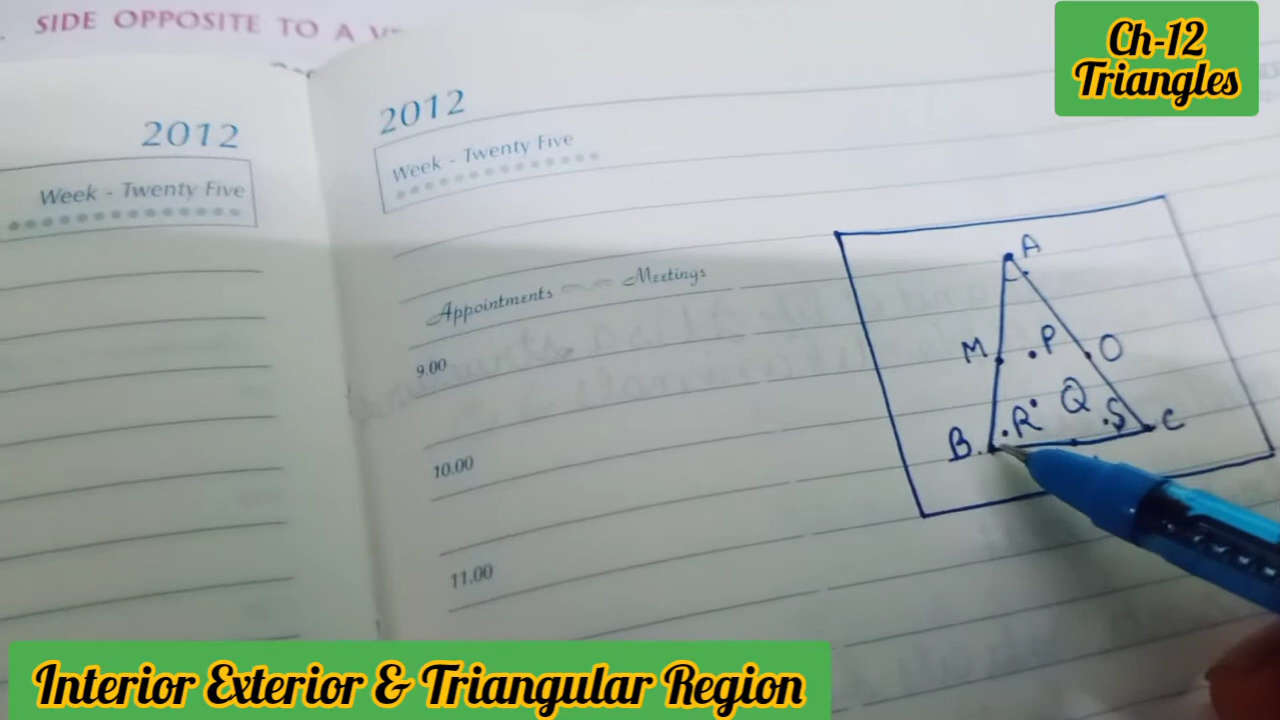 SIDE OPPOSITE TO A
Ch-12
Triangles
2012
Week - Twenty Five
2012
Week - Twenty Five
Appointments Meetings
9.00
10.00
11.00
A
M P O
R Q S
B C
Interior Exterior & Triangular Region